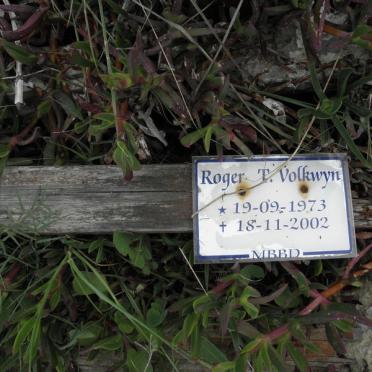 Roger T. Volkwyn
★ 19-09-1973
✝ 18-11-2002
MBBD